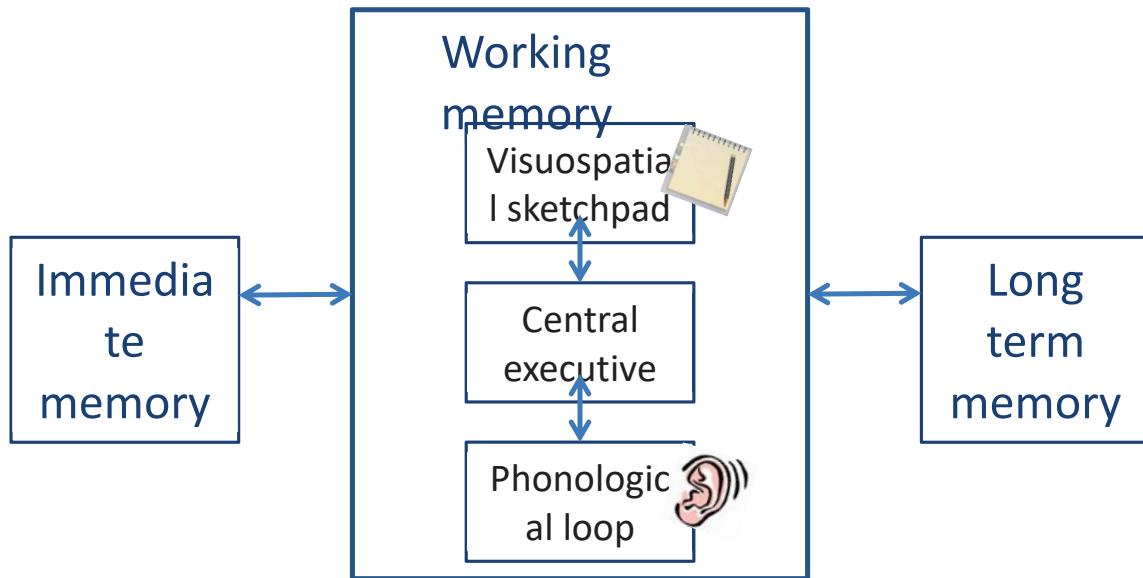 Working
memory
Visuospatia
l sketchpad
Immedia
te
memory
Central
executive
Long
term
memory
Phonologic
al loop